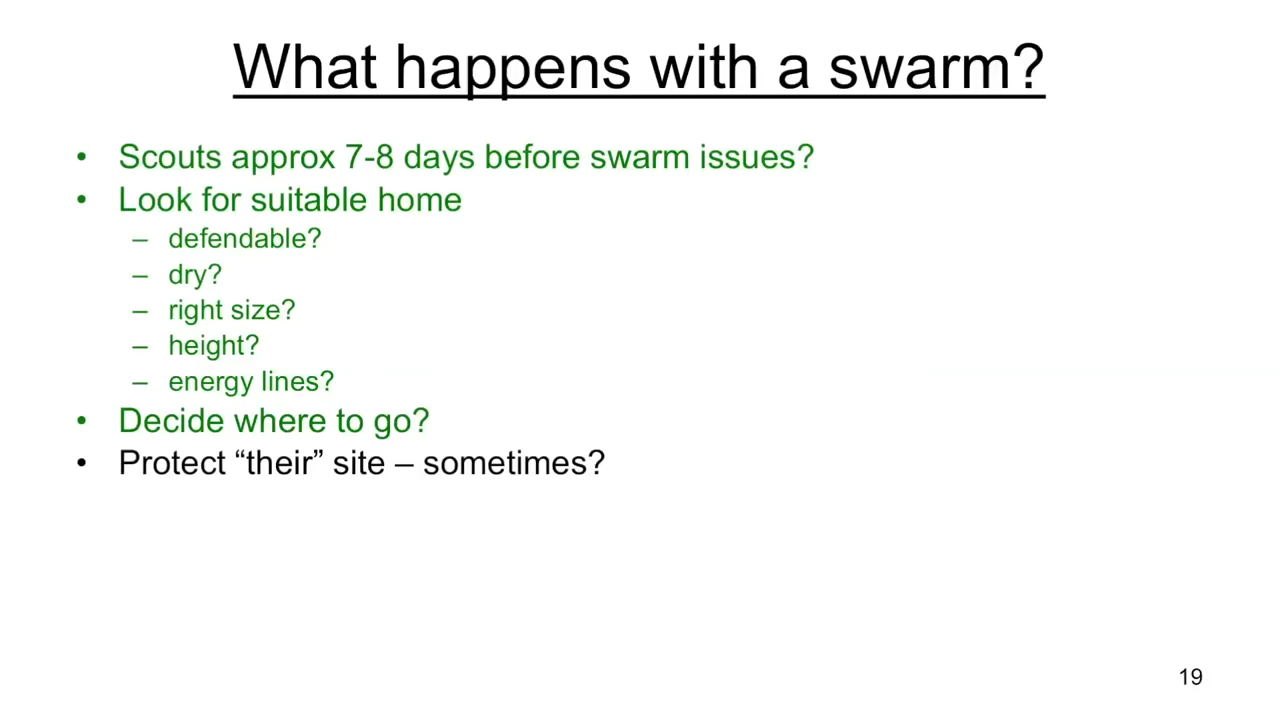 What happens with a swarm?
• Scouts approx 7-8 days before swarm issues?
• Look for suitable home
– defendable?
– dry?
– right size?
– height?
– energy lines?
• Decide where to go?
• Protect “their” site – sometimes?
19